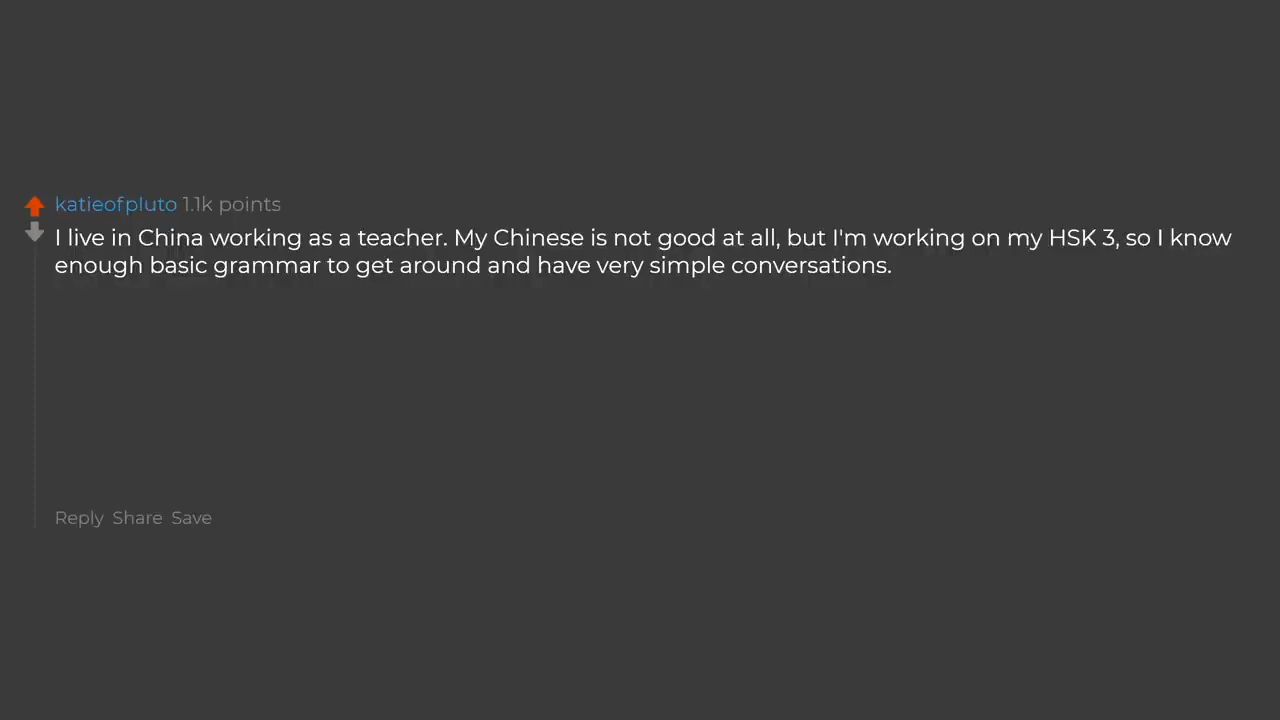 katieofpluto 1.1k points
I live in China working as a teacher. My Chinese is not good at all, but I'm working on my HSK 3, so I know
enough basic grammar to get around and have very simple conversations.
Reply Share Save